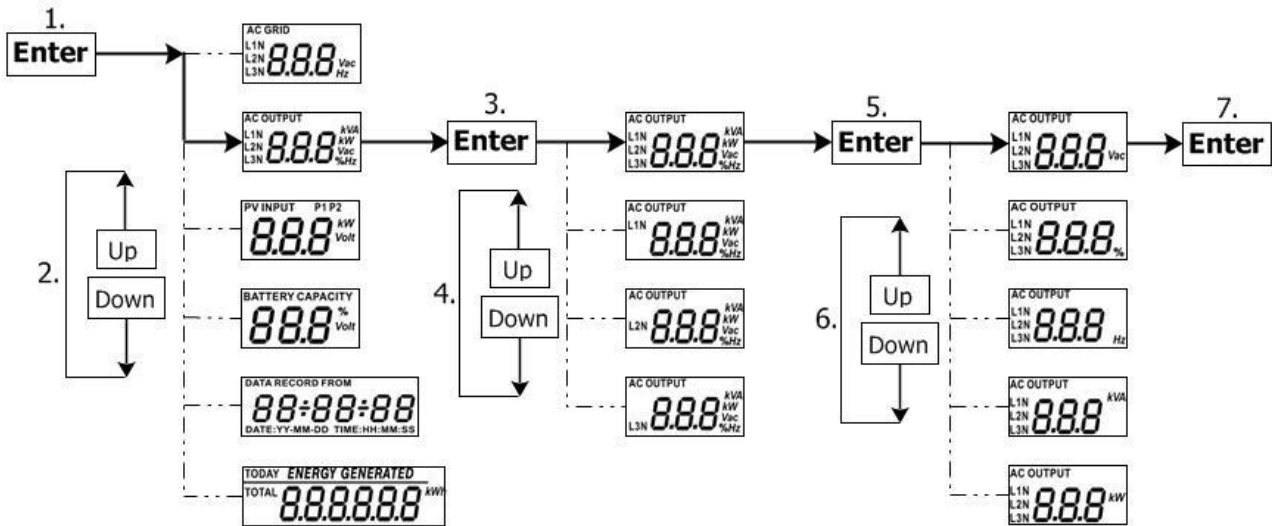 1.
Enter
AC GRID
L1N
L2N
L3N
8.8.8
Vac
Hz
AC OUTPUT
L1N
L2N
L3N
8.8.8
kVA
kW
Vac
%Hz
2.
Up
Down
PV INPUT P1 P2
8.8.8
kW
Volt
BATTERY CAPACITY
8.8.8
%
Volt
DATA RECORD FROM
88:88:88
DATE:YY-MM-DD TIME:HH:MM:SS
TODAY ENERGY GENERATED
TOTAL 8.8.8.8.8.8 kWh
3.
Enter
4.
Up
Down
AC OUTPUT
L1N
L2N
L3N
8.8.8
kVA
kW
Vac
%Hz
AC OUTPUT
L1N
8.8.8
kVA
kW
Vac
%Hz
AC OUTPUT
L2N
8.8.8
kVA
kW
Vac
%Hz
AC OUTPUT
L3N
8.8.8
kVA
kW
Vac
%Hz
5.
Enter
6.
Up
Down
AC OUTPUT
L1N
L2N
L3N
8.8.8
Vac
AC OUTPUT
L1N
L2N
L3N
8.8.8
%
AC OUTPUT
L1N
L2N
L3N
8.8.8
Hz
AC OUTPUT
L1N
L2N
L3N
8.8.8
kVA
AC OUTPUT
L1N
L2N
L3N
8.8.8
kW
7.
Enter